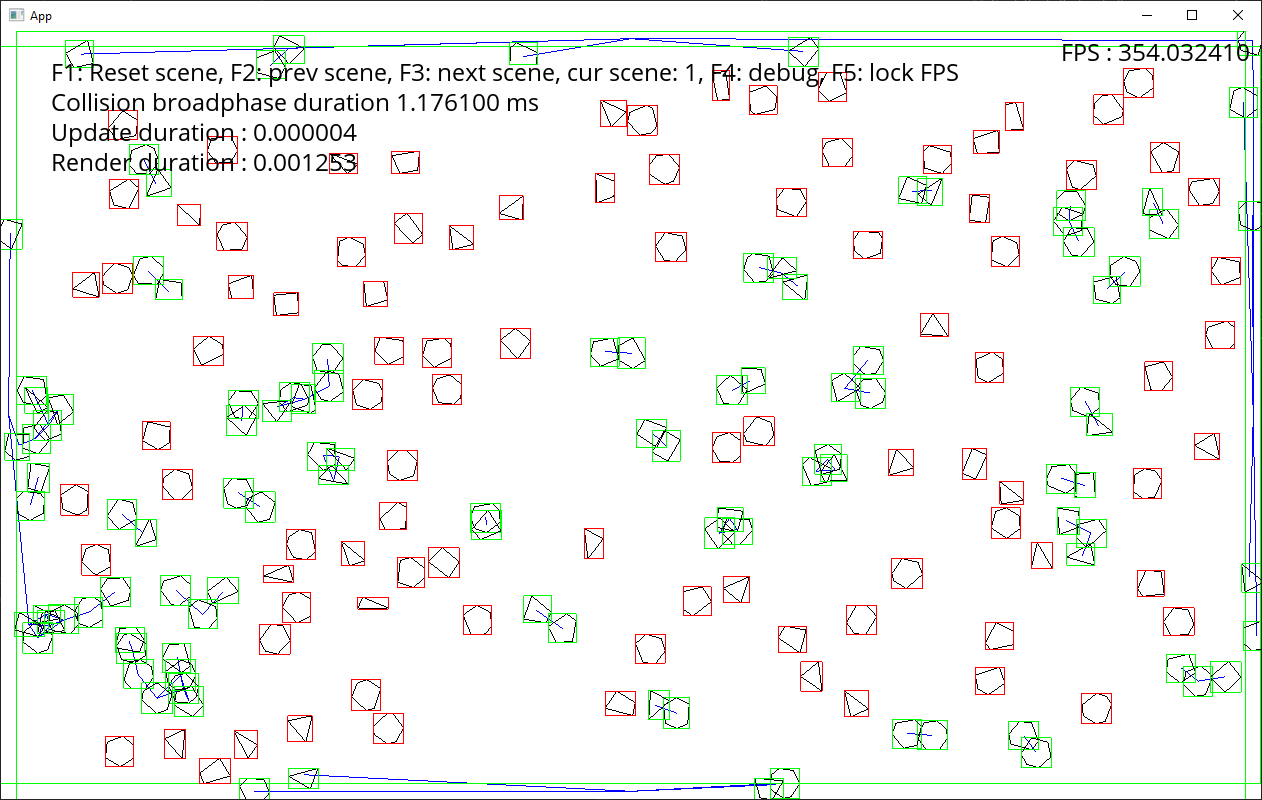 App
FPS : 354.032410
F1: Reset scene, F2: prev scene, F3: next scene, cur scene: 1, F4: debug, F5: lock FPS
Collision broadphase duration 1.176100 ms
Update duration : 0.000004
Render duration : 0.001253